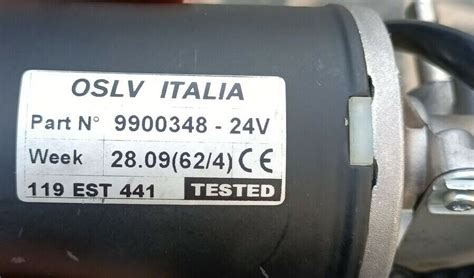 OSLV ITALIA
Part N° 9900348 - 24V
Week 28.09(62/4) CE
119 EST 441 TESTED